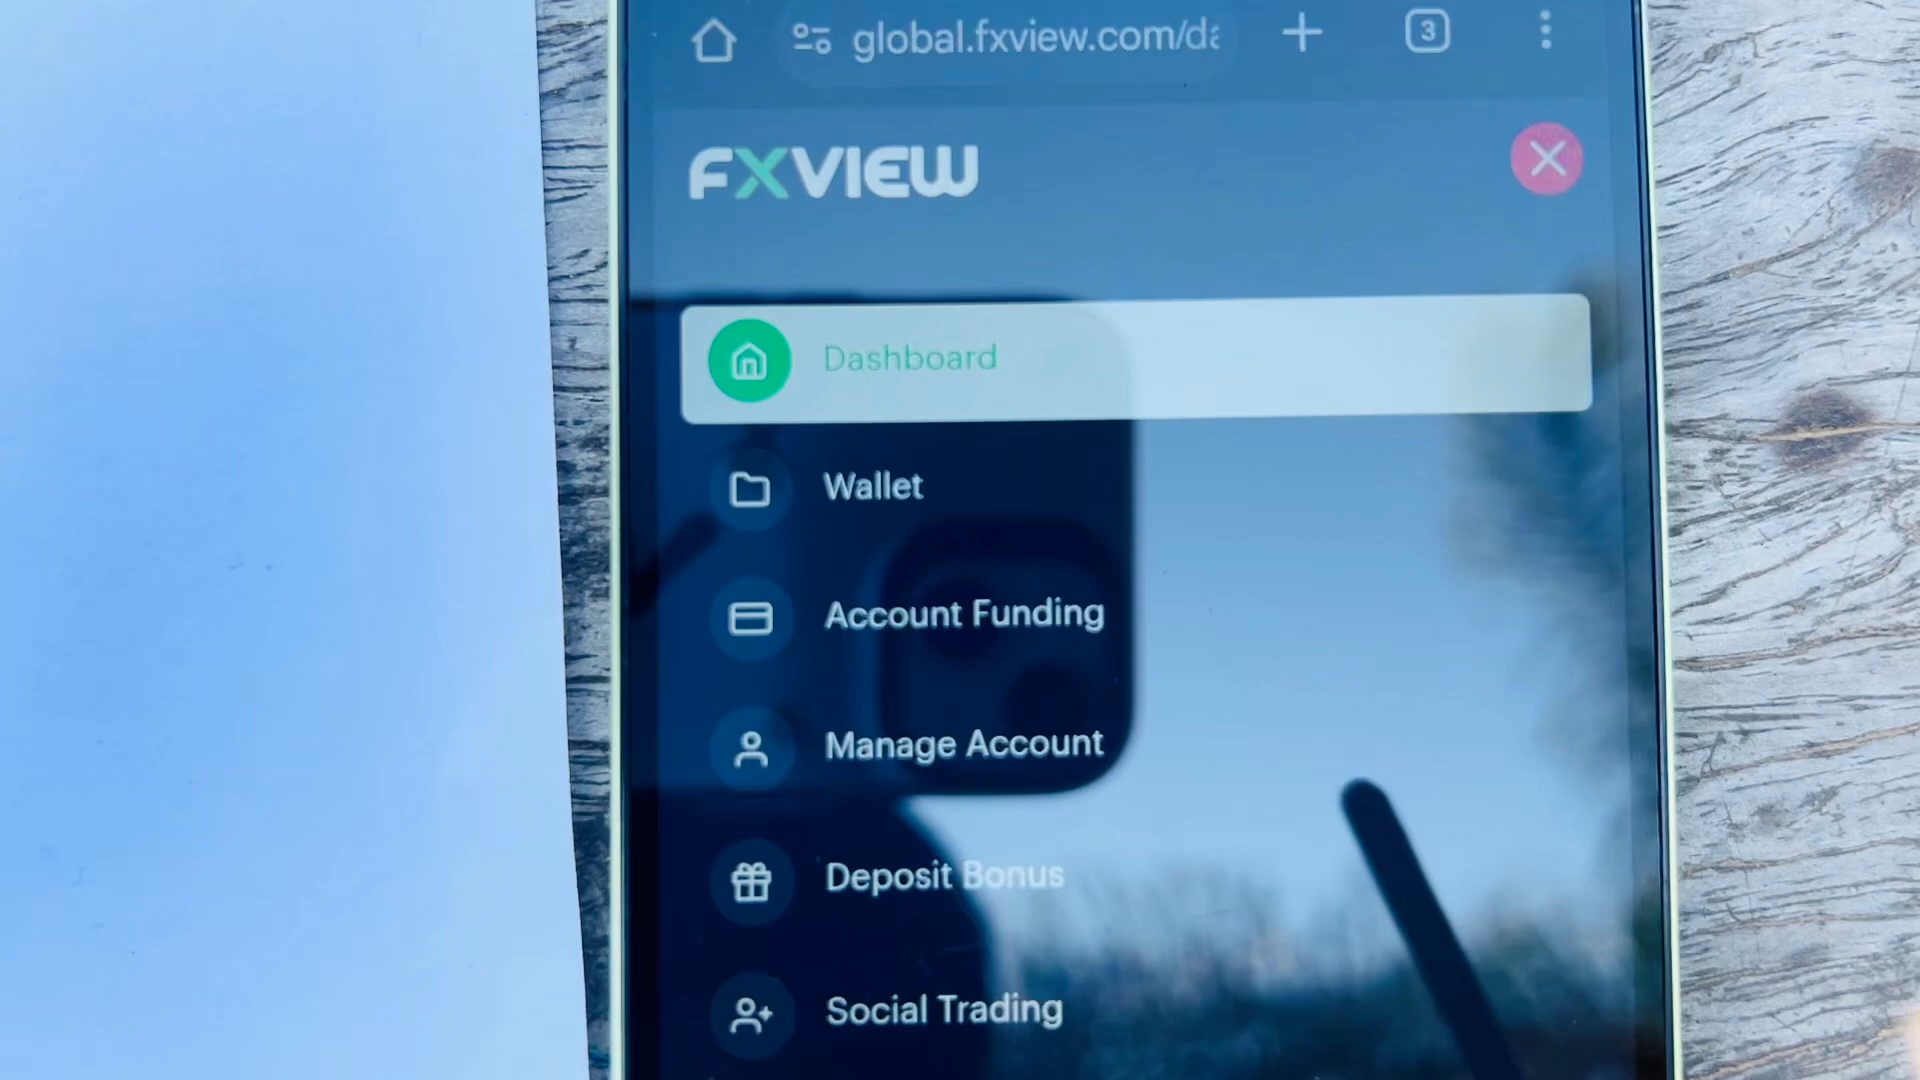 global.fxview.com/da
3
FXVIEW
Dashboard
Wallet
Account Funding
Manage Account
Deposit Bonus
Social Trading